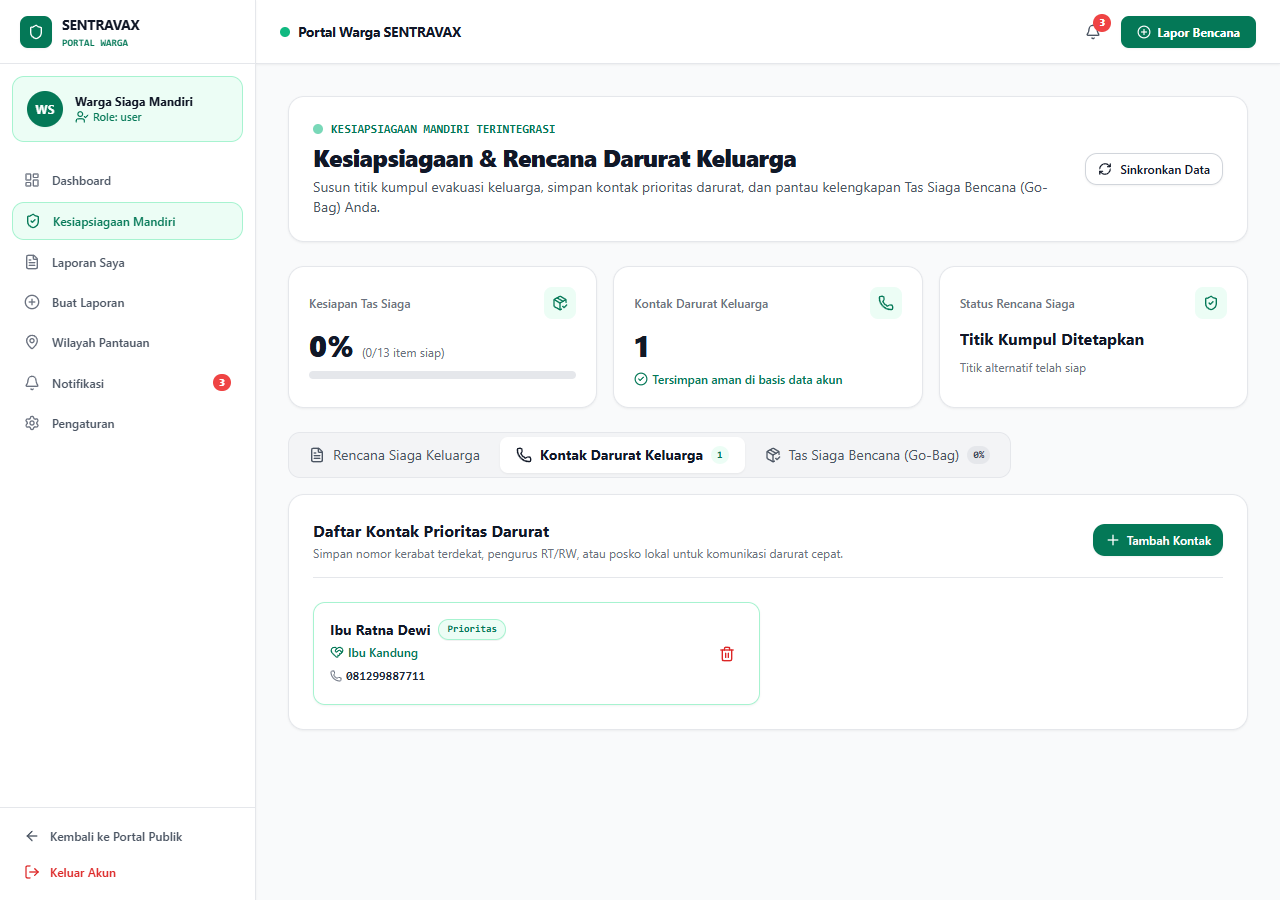 SENTRAVAX
PORTAL WARGA
Portal Warga SENTRAVAX
3
Lapor Bencana
WS
Warga Siaga Mandiri
Role: user
Dashboard
Kesiapsiagaan Mandiri
Laporan Saya
Buat Laporan
Wilayah Pantauan
Notifikasi
3
Pengaturan
Kembali ke Portal Publik
Keluar Akun
KESIAPSIAGAAN MANDIRI TERINTEGRASI
Kesiapsiagaan & Rencana Darurat Keluarga
Susun titik kumpul evakuasi keluarga, simpan kontak prioritas darurat, dan pantau kelengkapan Tas Siaga Bencana (Go-
Bag) Anda.
Sinkronkan Data
Kesiapan Tas Siaga
0% (0/13 item siap)
Kontak Darurat Keluarga
1
Tersimpan aman di basis data akun
Status Rencana Siaga
Titik Kumpul Ditetapkan
Titik alternatif telah siap
Rencana Siaga Keluarga
Kontak Darurat Keluarga 1
Tas Siaga Bencana (Go-Bag) 0%
Daftar Kontak Prioritas Darurat
Simpan nomor kerabat terdekat, pengurus RT/RW, atau posko lokal untuk komunikasi darurat cepat.
Tambah Kontak
Ibu Ratna Dewi Prioritas
Ibu Kandung
081299887711